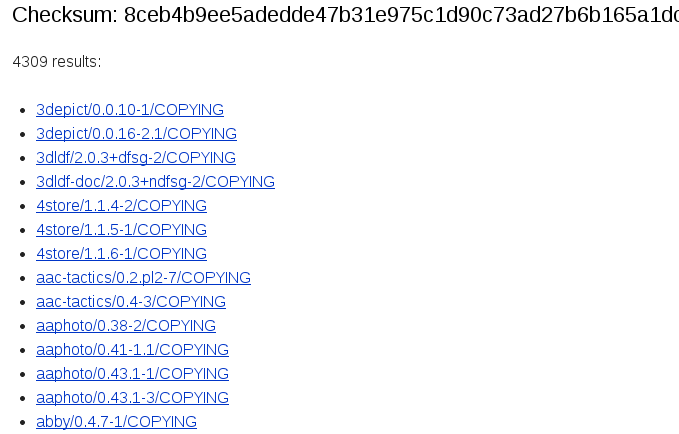 Checksum: 8ceb4b9ee5adedde47b31e975c1d90c73ad27b6b165a1dc
4309 results:
3depict/0.0.10-1/COPYING
3depict/0.0.16-2.1/COPYING
3dldf/2.0.3+dfsg-2/COPYING
3dldf-doc/2.0.3+ndfsg-2/COPYING
4store/1.1.4-2/COPYING
4store/1.1.5-1/COPYING
4store/1.1.6-1/COPYING
aac-tactics/0.2.pl2-7/COPYING
aac-tactics/0.4-3/COPYING
aaphoto/0.38-2/COPYING
aaphoto/0.41-1.1/COPYING
aaphoto/0.43.1-1/COPYING
aaphoto/0.43.1-3/COPYING
abby/0.4.7-1/COPYING